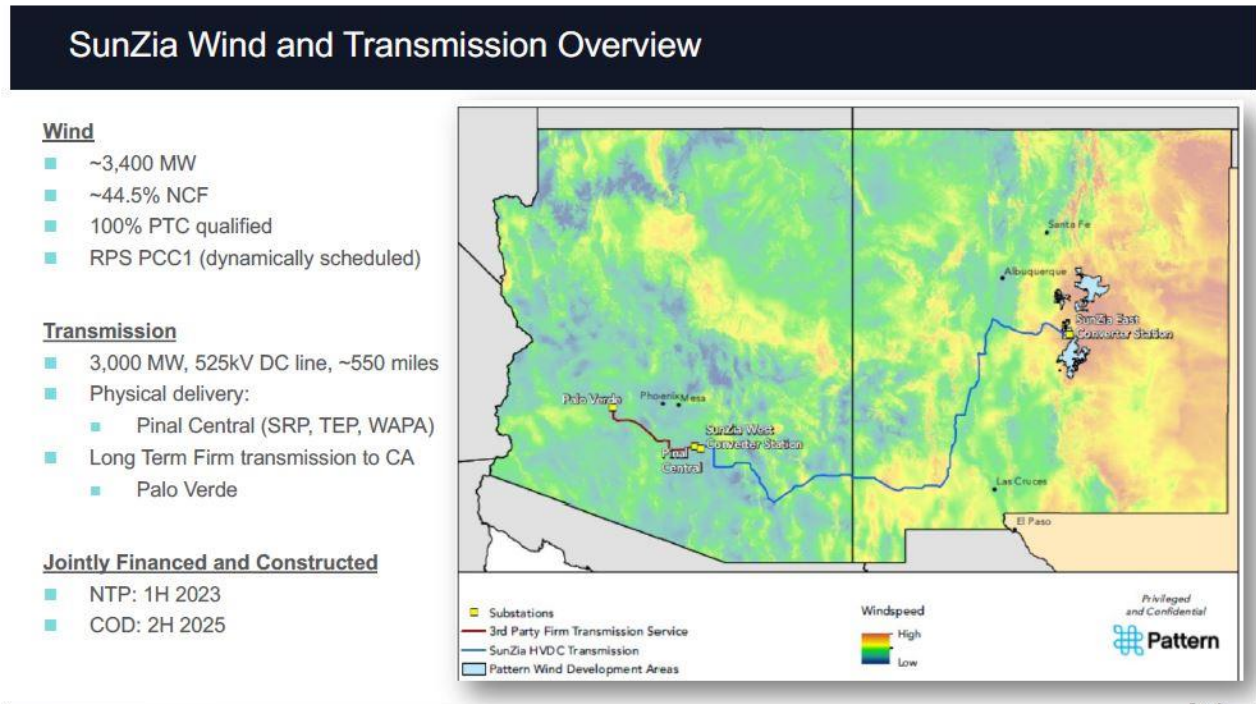 SunZia Wind and Transmission Overview
Wind
~3,400 MW
~44.5% NCF
100% PTC qualified
RPS PCC1 (dynamically scheduled)
Transmission
3,000 MW, 525kV DC line, ~550 miles
Physical delivery:
Pinal Central (SRP, TEP, WAPA)
Long Term Firm transmission to CA
Palo Verde
Jointly Financed and Constructed
NTP: 1H 2023
COD: 2H 2025
Santa Fe
Albuquerque
SunZia East
Converter Station
Palo Verde
Phoenix
Mesa
SunZia West
Converter Station
Pinal
Central
Las Cruces
El Paso
Substations
3rd Party Firm Transmission Service
SunZia HVDC Transmission
Pattern Wind Development Areas
Windspeed
High
Low
Privileged
and Confidential
Pattern